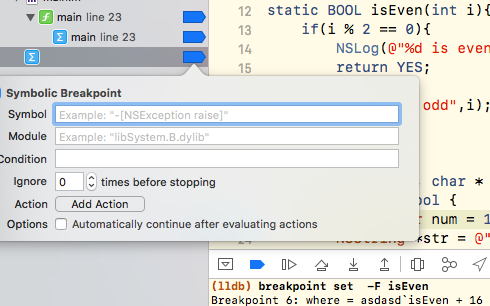 main line 23
main line 23
Symbolic Breakpoint
Symbol Example: "-[NSException raise]"
Module Example: "libSystem.B.dylib"
Condition
Ignore 0 times before stopping
Action Add Action
Options Automatically continue after evaluating actions
12 static BOOL isEven(int i){
13 if(i % 2 == 0){
14 NSLog(@"%d is even
15 return YES;
odd",i);
char *
ool {
num = 1
*str = @"
(lldb) breakpoint set -F isEven
Breakpoint 6: where = asdasd`isEven + 16